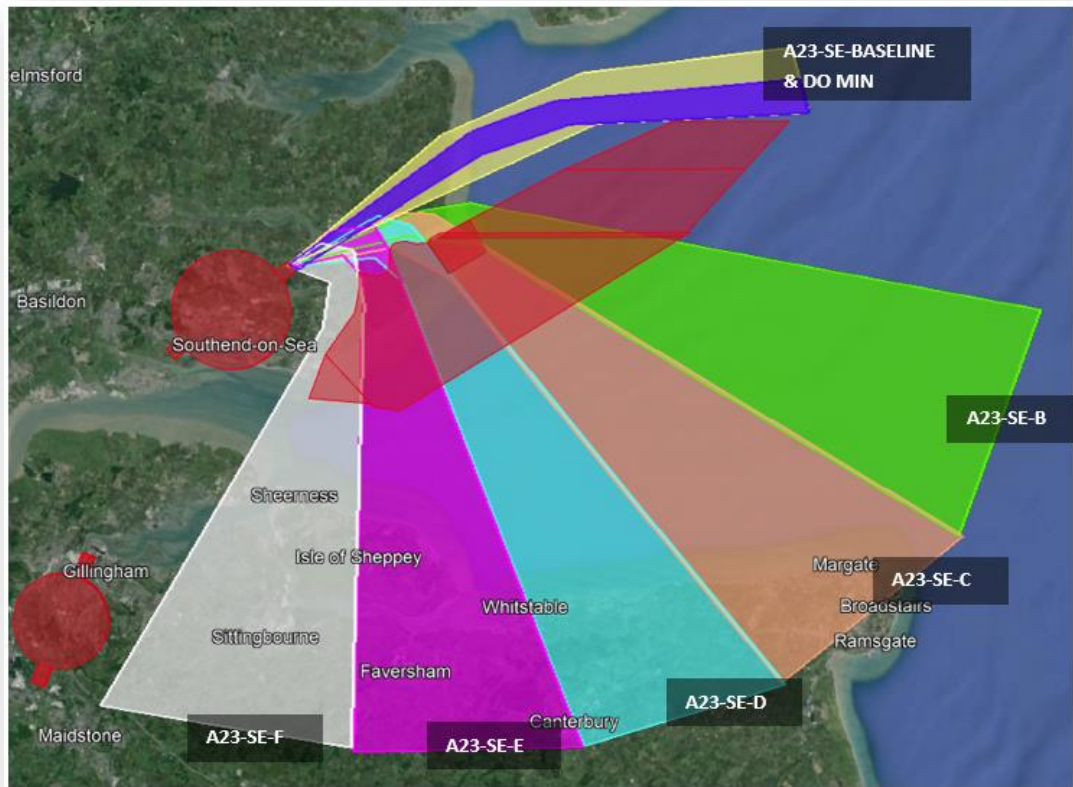 A23-SE-BASELINE
& DO MIN
elmsford
Basildon
Southend-on-Sea
A23-SE-B
Sheerness
Isle of Sheppey
Gillingham
Margate
A23-SE-C
Whitstable
Broadstairs
Sittingbourne
Ramsgate
Faversham
A23-SE-D
Canterbury
Maidstone
A23-SE-F
A23-SE-E